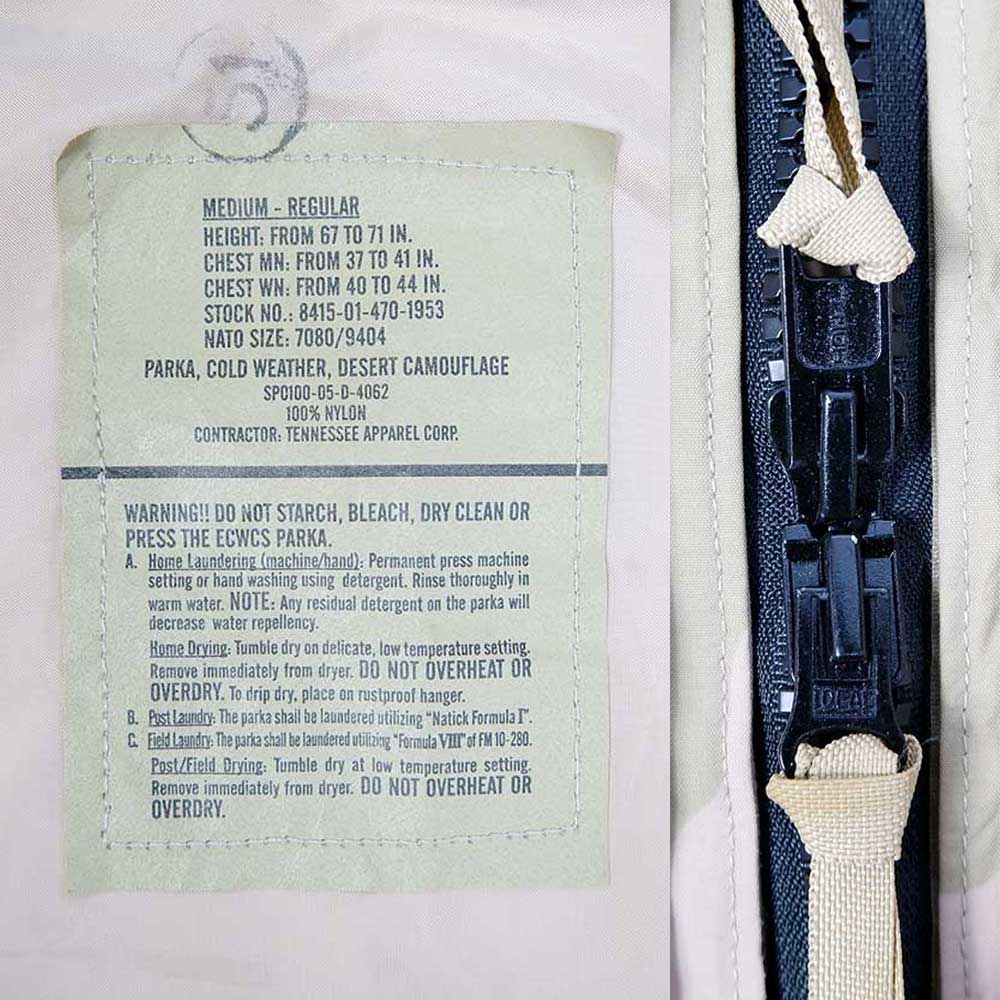 5
MEDIUM - REGULAR
HEIGHT: FROM 67 TO 71 IN.
CHEST MN: FROM 37 TO 41 IN.
CHEST WN: FROM 40 TO 44 IN.
STOCK NO.: 8415-01-470-1953
NATO SIZE: 7080/9404
PARKA, COLD WEATHER, DESERT CAMOUFLAGE
SPO100-05-D-4062
100% NYLON
CONTRACTOR: TENNESSEE APPAREL CORP.
WARNING!! DO NOT STARCH, BLEACH, DRY CLEAN OR
PRESS THE ECWCS PARKA.
A. Home Laundering (machine/hand): Permanent press machine
setting or hand washing using detergent. Rinse thoroughly in
warm water. NOTE: Any residual detergent on the parka will
decrease water repellency.
Home Drying: Tumble dry on delicate, low temperature setting.
Remove immediately from dryer. DO NOT OVERHEAT OR
OVERDRY. To drip dry, place on rustproof hanger.
B. Post Laundry: The parka shall be laundered utilizing "Natick Formula I".
C. Field Laundry: The parka shall be laundered utilizing "Formula VIII" of FM 10-280.
Post/Field Drying: Tumble dry at low temperature setting.
Remove immediately from dryer. DO NOT OVERHEAT OR
OVERDRY.
IDEAL